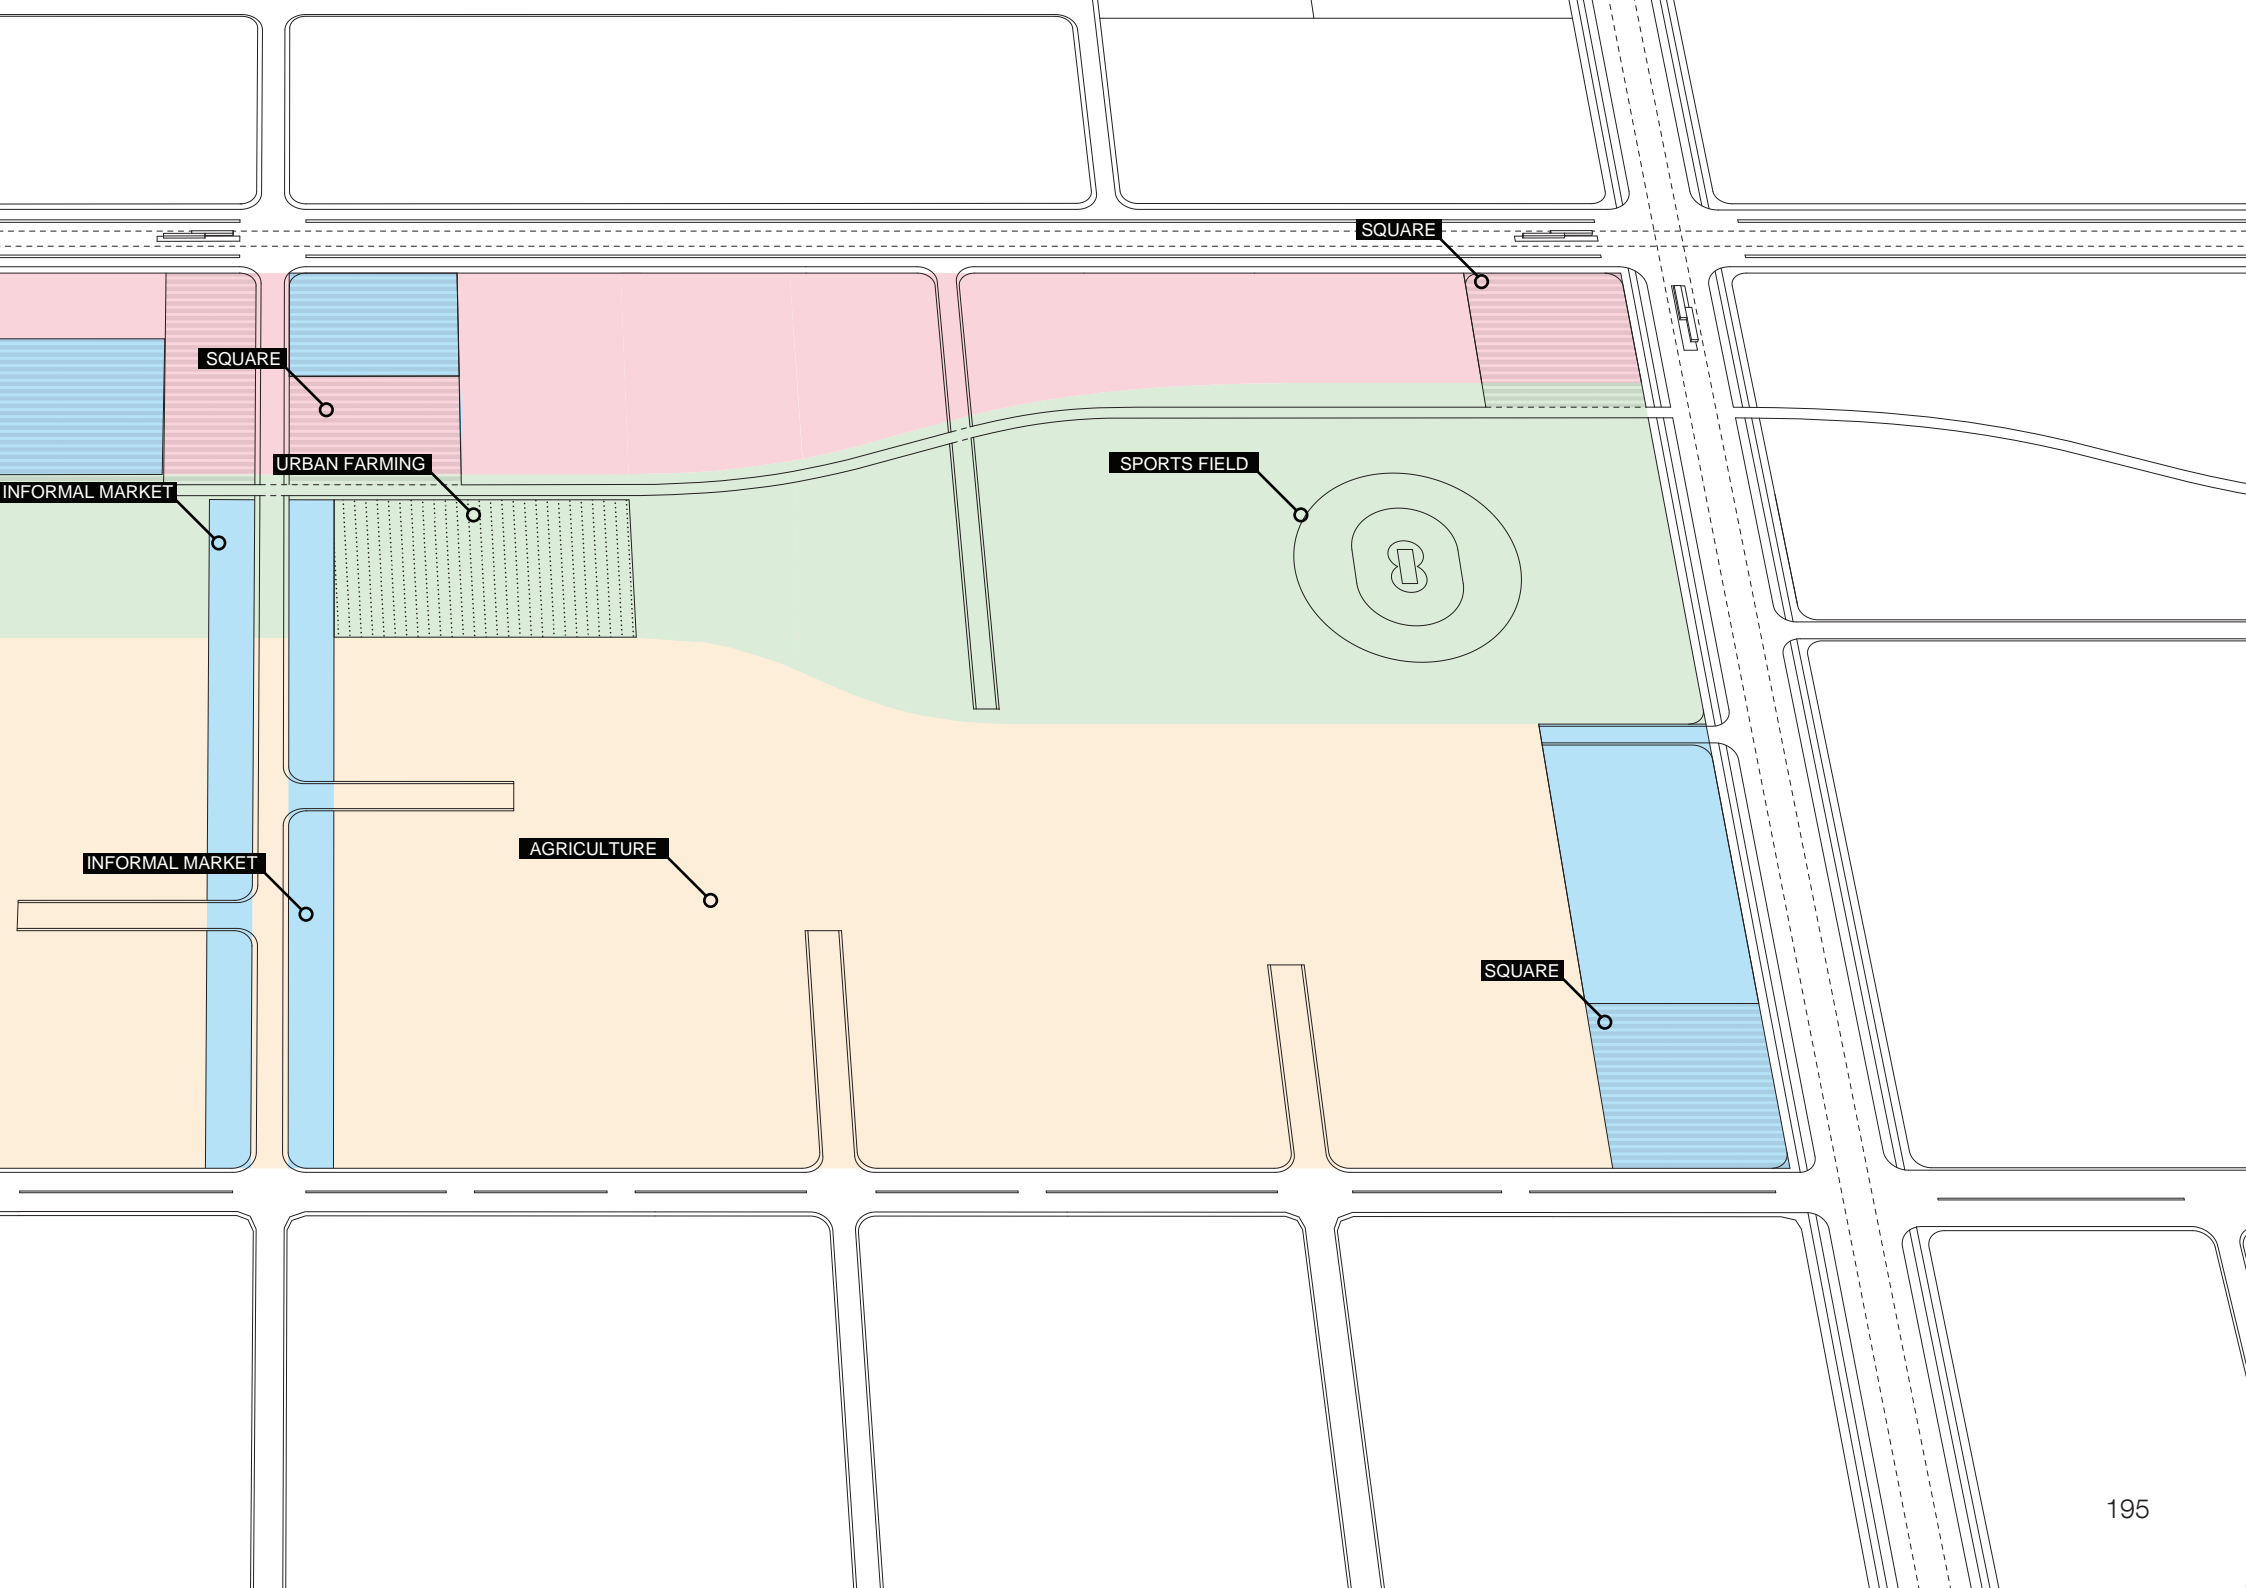 SQUARE
SQUARE
URBAN FARMING
SPORTS FIELD
INFORMAL MARKET
AGRICULTURE
INFORMAL MARKET
SQUARE
195